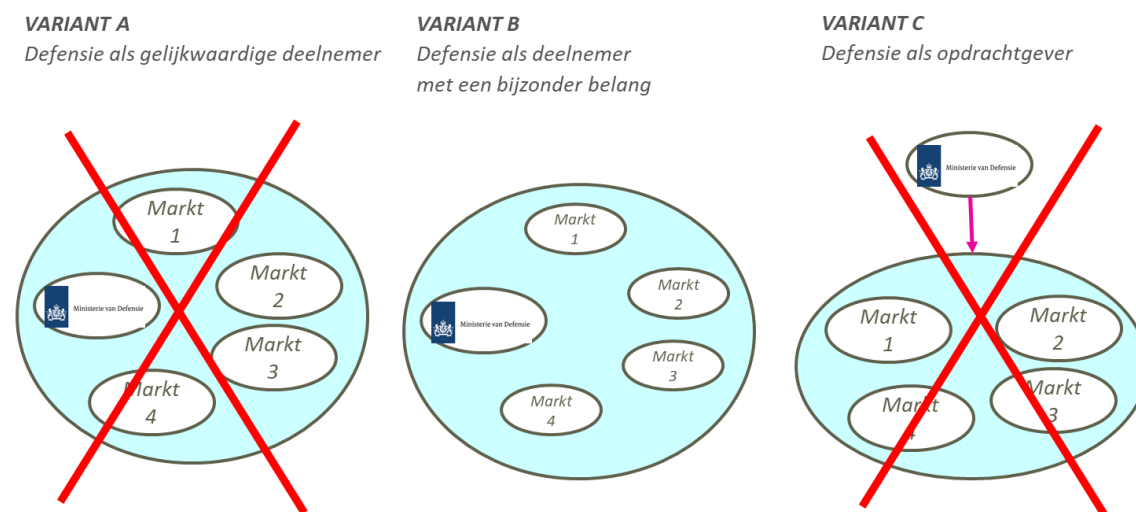 VARIANT A
Defensie als gelijkwaardige deelnemer
Markt
1
Markt
2
Ministerie van Defensie
Markt
3
Markt
4
VARIANT B
Defensie als deelnemer
met een bijzonder belang
Markt
1
Markt
2
Ministerie van Defensie
Markt
3
Markt
4
VARIANT C
Defensie als opdrachtgever
Ministerie van Defensie
Markt
1
Markt
2
Markt
3
Markt
4